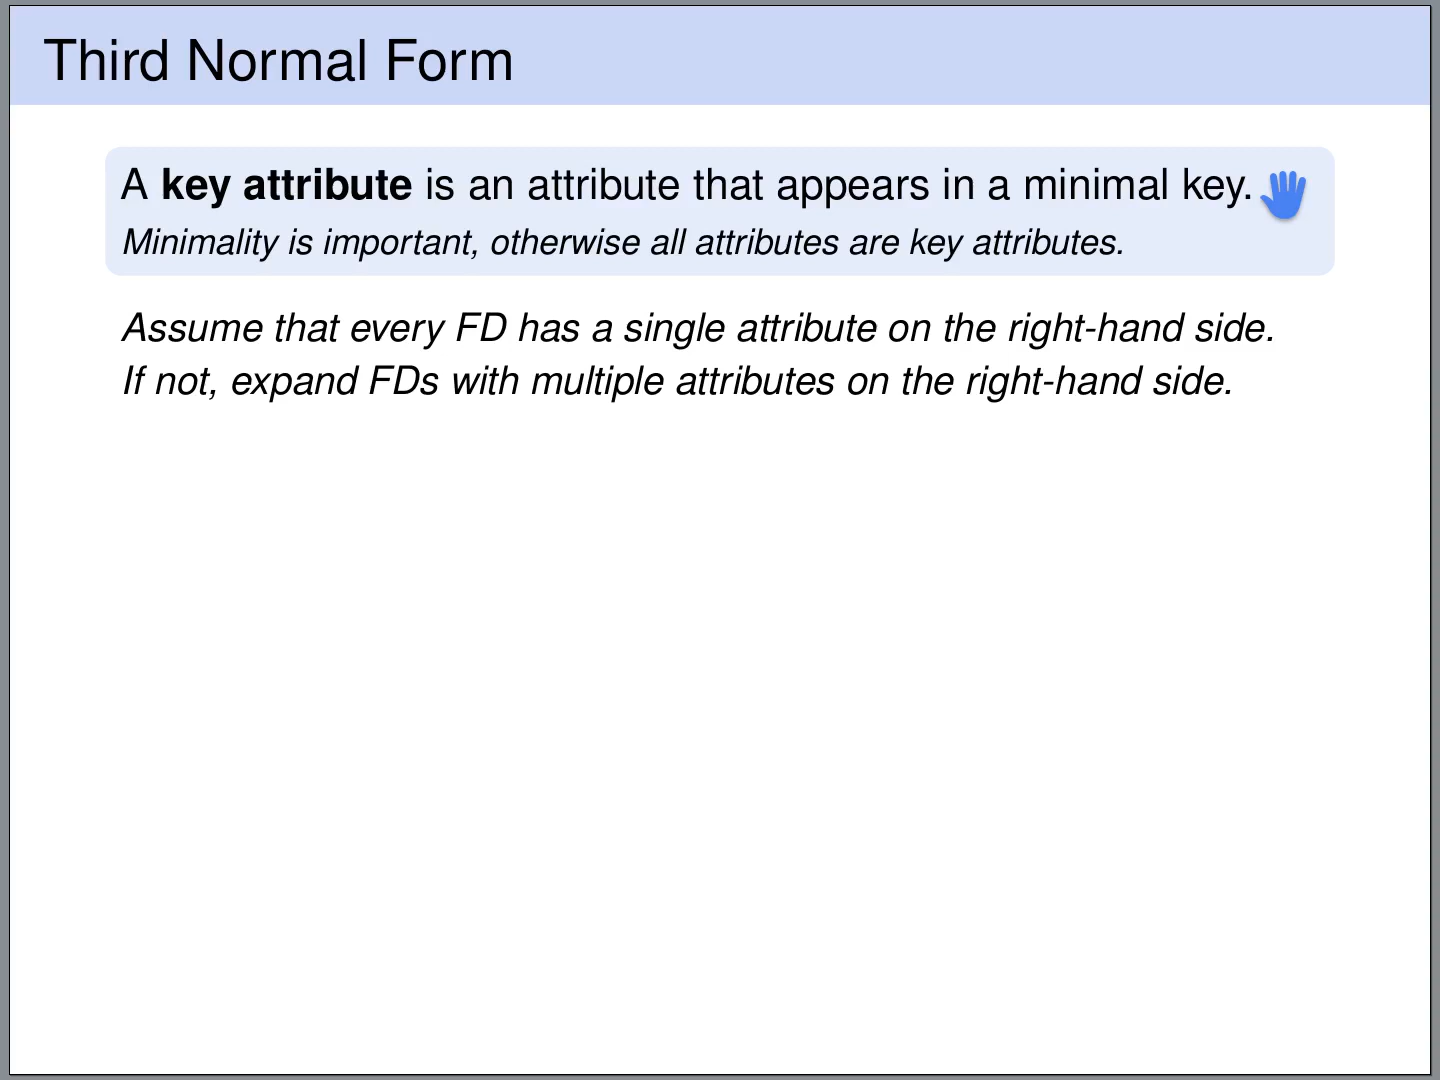 Third Normal Form
A key attribute is an attribute that appears in a minimal key.
Minimality is important, otherwise all attributes are key attributes.
Assume that every FD has a single attribute on the right-hand side.
If not, expand FDs with multiple attributes on the right-hand side.